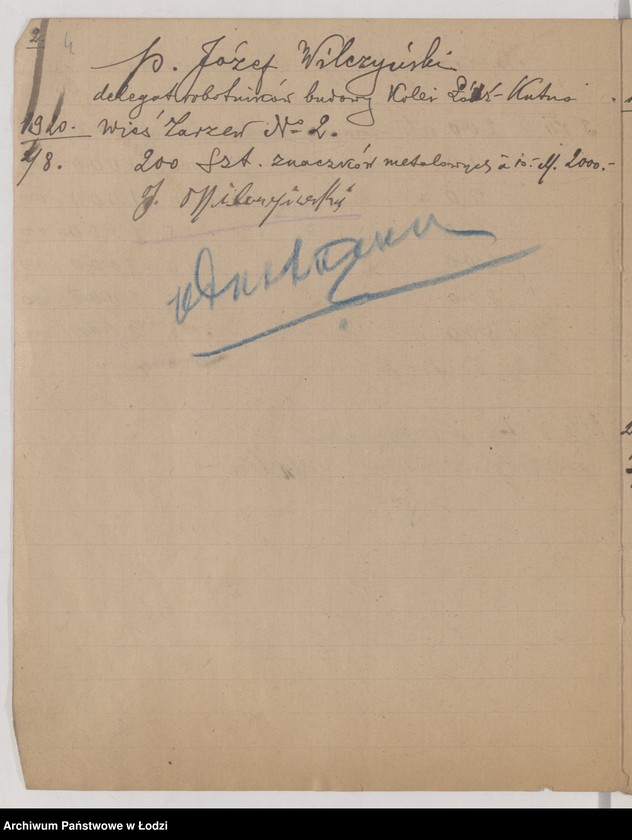 2 4
p. Józef Wilczyński
delegat robotników budowy Kolei Łódź-Kutno
1920. Wieś Zarzew No 2.
2/8. 200 szt. znaczków metalowych à 10.- M. 2000.-
J. Wilczyński
Archiwum Państwowe w Łodzi